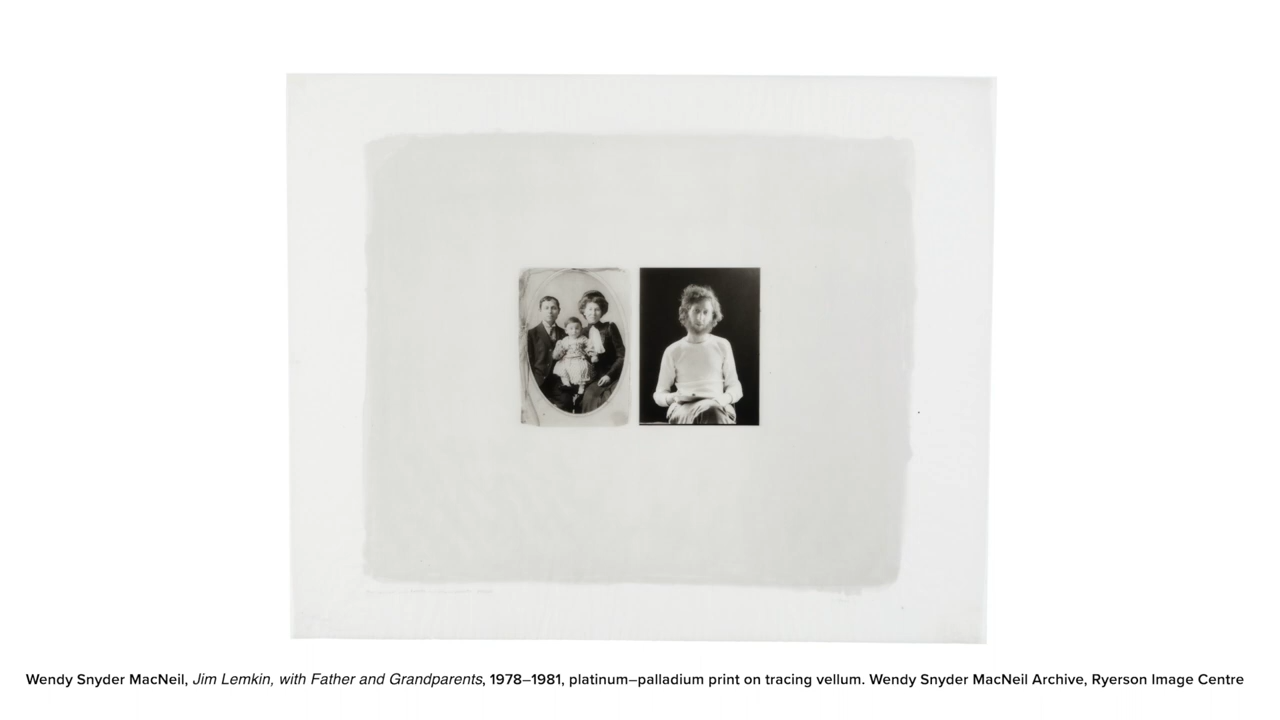 Wendy Snyder MacNeil, Jim Lemkin, with Father and Grandparents, 1978–1981, platinum–palladium print on tracing vellum. Wendy Snyder MacNeil Archive, Ryerson Image Centre